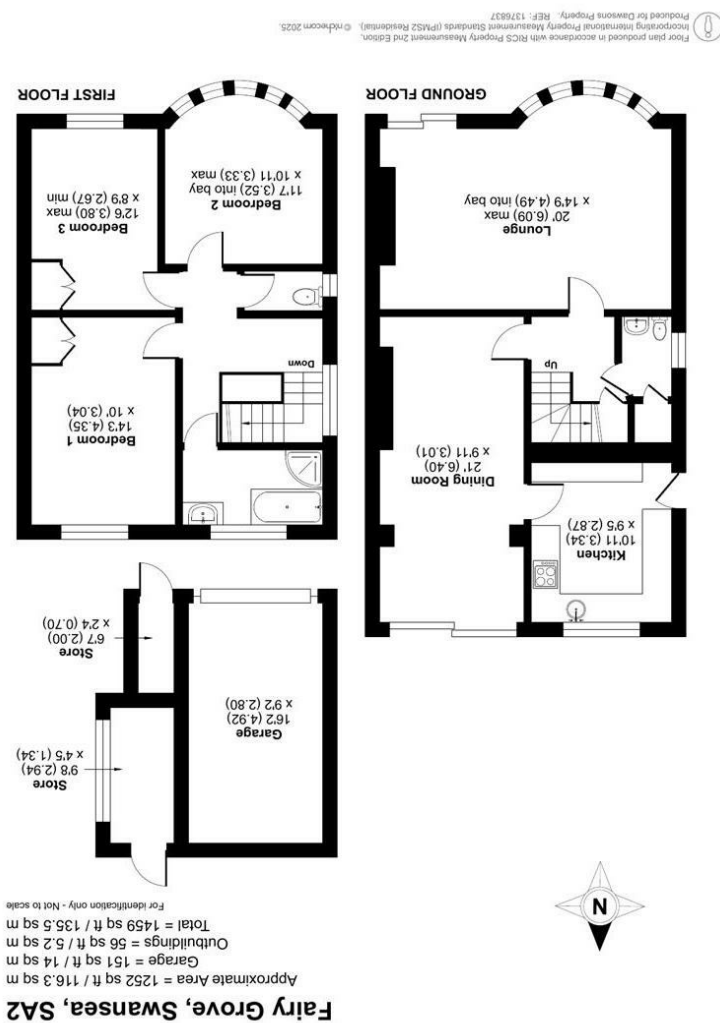 Fairy Grove, Swansea, SA2
Approximate Area = 1252 sq ft / 116.3 sq m
Garage = 151 sq ft / 14 sq m
Outbuildings = 56 sq ft / 5.2 sq m
Total = 1459 sq ft / 135.5 sq m
For identification only - Not to scale
N
Store
9'8 (2.94)
x 4'5 (1.34)
Garage
16'2 (4.92)
x 9'2 (2.80)
Store
6'7 (2.00)
x 2'4 (0.70)
Kitchen
10'11 (3.34)
x 9'5 (2.87)
Dining Room
21' (6.40)
x 9'11 (3.01)
Up
Lounge
20' (6.09) max
x 14'9 (4.49) into bay
GROUND FLOOR
Bedroom 1
14'3 (4.35)
x 10' (3.04)
Down
Bedroom 2
11'7 (3.52) into bay
x 10'11 (3.33) max
Bedroom 3
12'6 (3.80) max
x 8'9 (2.67) min
FIRST FLOOR
Floor plan produced in accordance with RICS Property Measurement 2nd Edition,
Incorporating International Property Measurement Standards (IPMS2 Residential). © nichecom 2025.
Produced for Dawsons Property. REF: 1376837